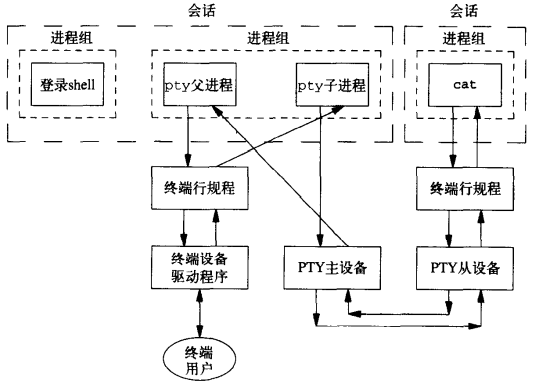 会话
会话
进程组
进程组
进程组
登录shell
pty父进程
pty子进程
cat
终端行规程
终端行规程
终端设备
驱动程序
PTY主设备
PTY从设备
终端
用户